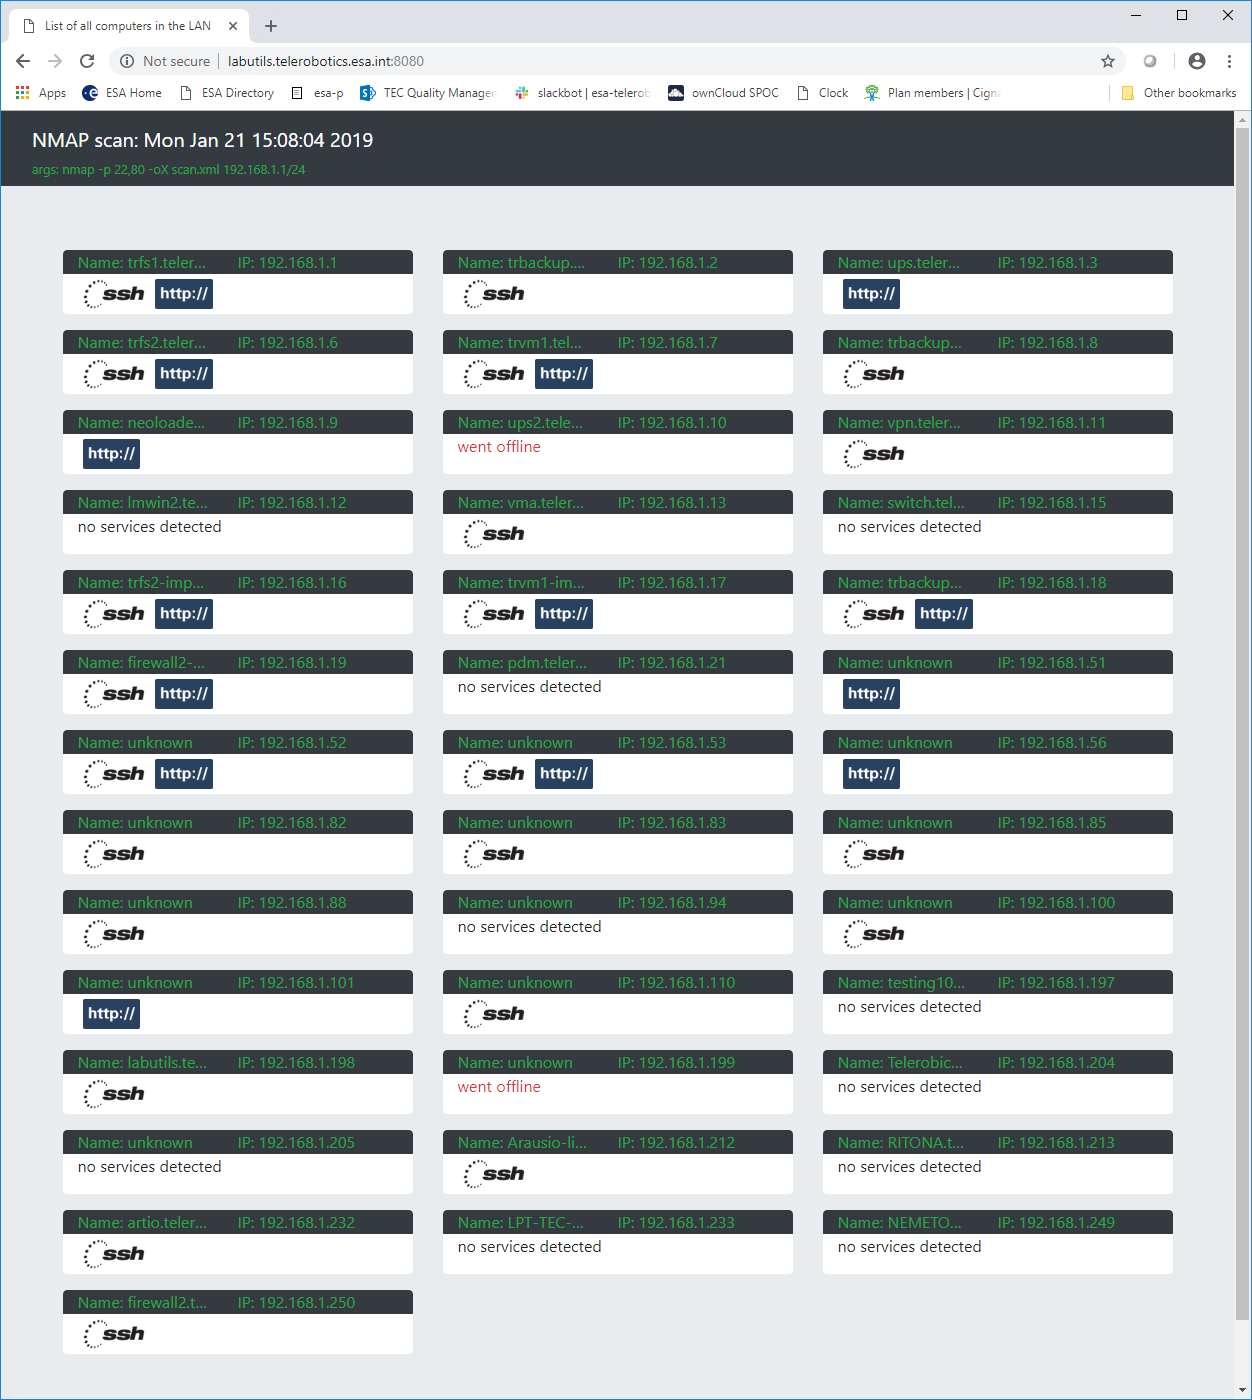 List of all computers in the LAN
Not secure | labutils.telerobotics.esa.int:8080
Apps ESA Home ESA Directory esa-p TEC Quality Manager slackbot | esa-telerob ownCloud SPOC Clock Plan members | Cigna Other bookmarks
NMAP scan: Mon Jan 21 15:08:04 2019
args: nmap -p 22,80 -oX scan.xml 192.168.1.1/24
Name: trfs1.teler... IP: 192.168.1.1
ssh http://
Name: trbackup.... IP: 192.168.1.2
ssh
Name: ups.teler... IP: 192.168.1.3
http://
Name: trfs2.teler... IP: 192.168.1.6
ssh http://
Name: trvm1.tel... IP: 192.168.1.7
ssh http://
Name: trbackup... IP: 192.168.1.8
ssh
Name: neoloade... IP: 192.168.1.9
http://
Name: ups2.tele... IP: 192.168.1.10
went offline
Name: vpn.teler... IP: 192.168.1.11
ssh
Name: lmwin2.te... IP: 192.168.1.12
no services detected
Name: vma.teler... IP: 192.168.1.13
ssh
Name: switch.tel... IP: 192.168.1.15
no services detected
Name: trfs2-imp... IP: 192.168.1.16
ssh http://
Name: trvm1-im... IP: 192.168.1.17
ssh http://
Name: trbackup... IP: 192.168.1.18
ssh http://
Name: firewall2-... IP: 192.168.1.19
ssh http://
Name: pdm.teler... IP: 192.168.1.21
no services detected
Name: unknown IP: 192.168.1.51
http://
Name: unknown IP: 192.168.1.52
ssh http://
Name: unknown IP: 192.168.1.53
ssh http://
Name: unknown IP: 192.168.1.56
http://
Name: unknown IP: 192.168.1.82
ssh
Name: unknown IP: 192.168.1.83
ssh
Name: unknown IP: 192.168.1.85
ssh
Name: unknown IP: 192.168.1.88
ssh
Name: unknown IP: 192.168.1.94
no services detected
Name: unknown IP: 192.168.1.100
ssh
Name: unknown IP: 192.168.1.101
http://
Name: unknown IP: 192.168.1.110
ssh
Name: testing10... IP: 192.168.1.197
no services detected
Name: labutils.te... IP: 192.168.1.198
ssh
Name: unknown IP: 192.168.1.199
went offline
Name: Telerobic... IP: 192.168.1.204
no services detected
Name: unknown IP: 192.168.1.205
no services detected
Name: Arausio-li... IP: 192.168.1.212
ssh
Name: RITONA.t... IP: 192.168.1.213
no services detected
Name: artio.teler... IP: 192.168.1.232
ssh
Name: LPT-TEC-... IP: 192.168.1.233
no services detected
Name: NEMETO... IP: 192.168.1.249
no services detected
Name: firewall2.t... IP: 192.168.1.250
ssh